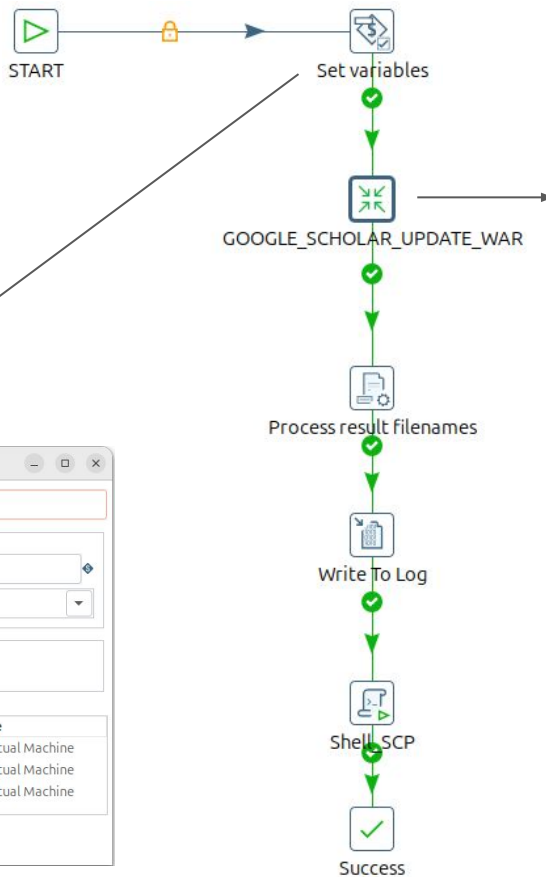 START
Set variables
GOOGLE_SCHOLAR_UPDATE_WAR
Process result filenames
Write To Log
Shell_SCP
Success
tual Machine
tual Machine
tual Machine